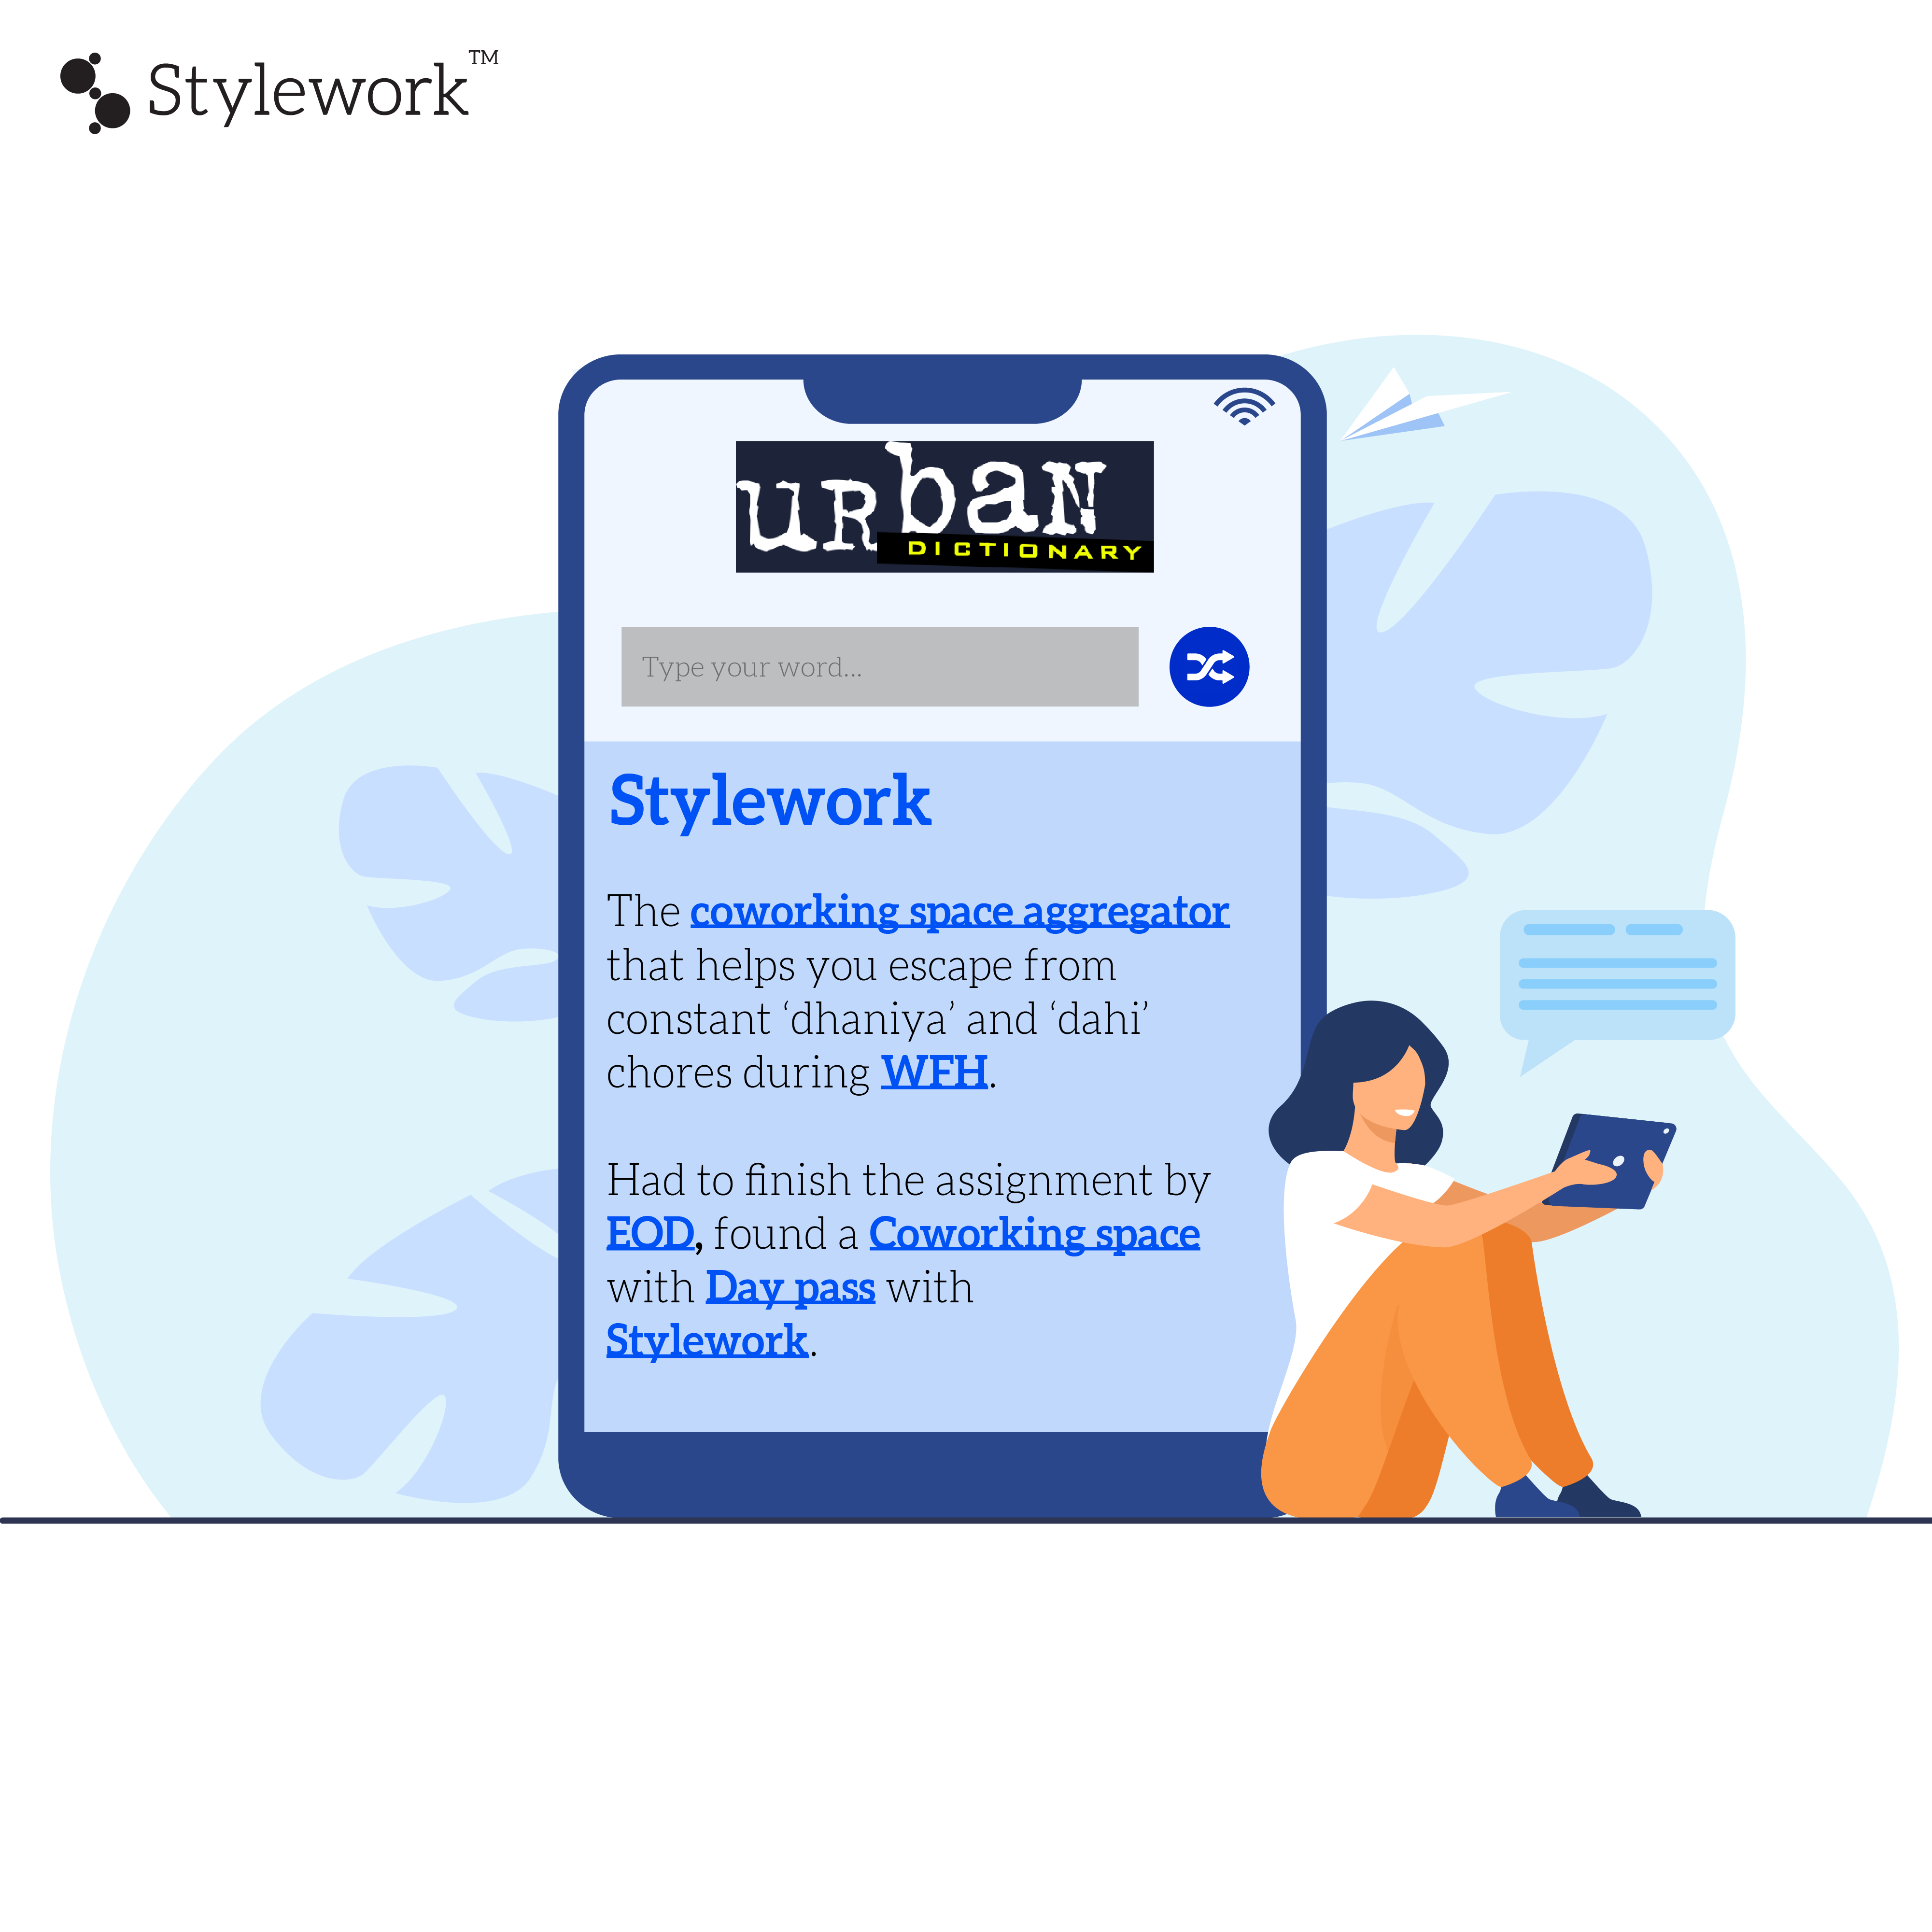 Stylework™
urban
DICTIONARY
Type your word...
Stylework
The coworking space aggregator
that helps you escape from
constant ‘dhaniya’ and ‘dahi’
chores during WFH.
Had to finish the assignment by
EOD, found a Coworking space
with Day pass with
Stylework.